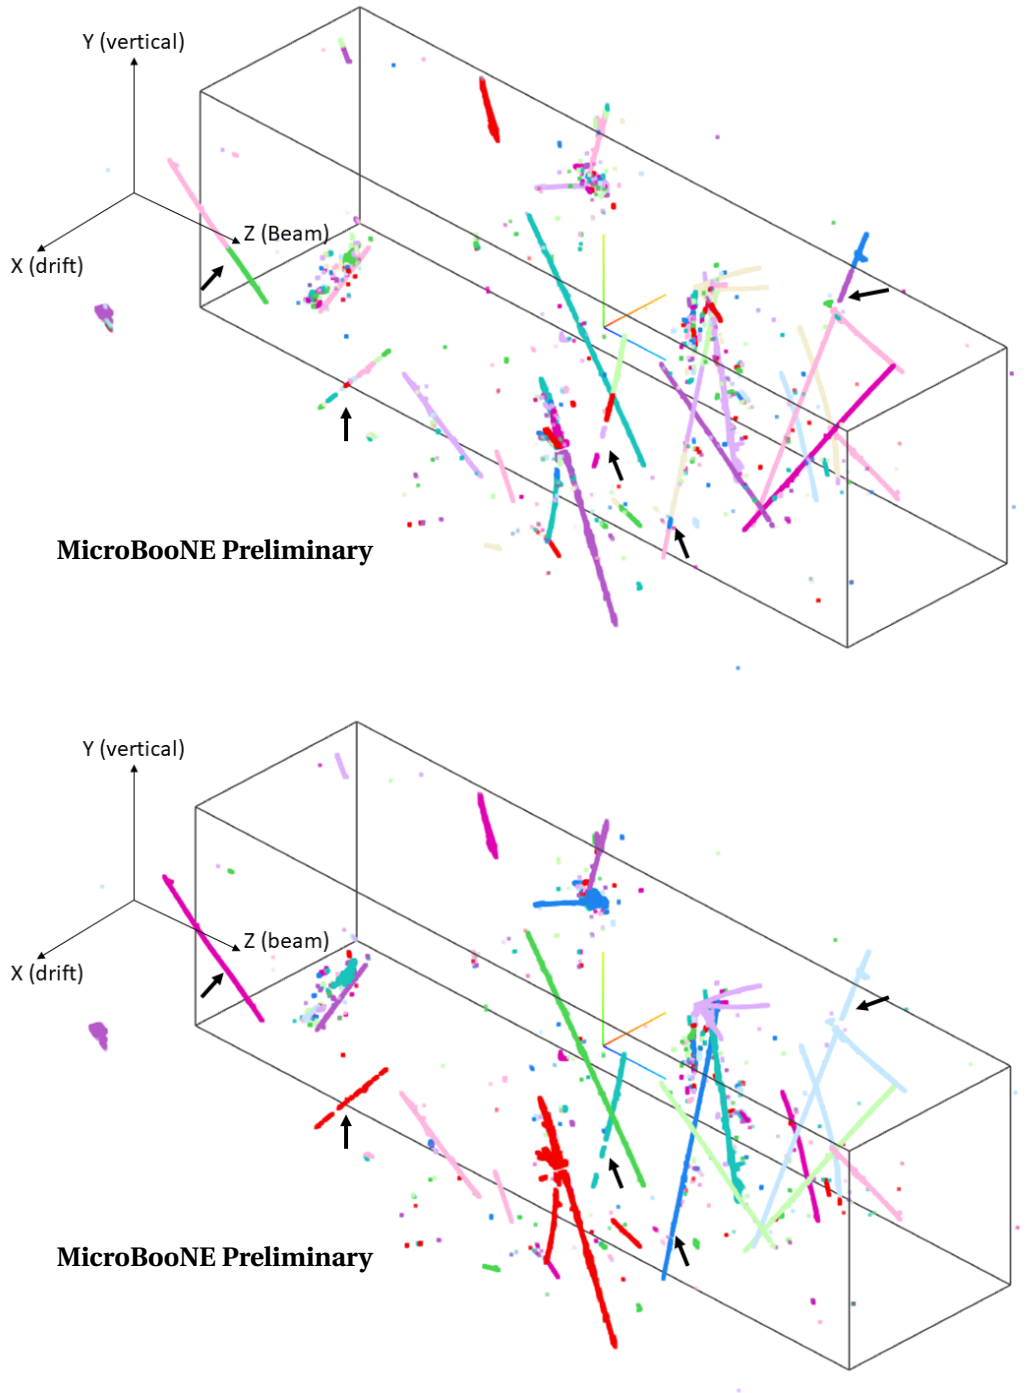 Y (vertical)
Z (Beam)
X (drift)
MicroBooNE Preliminary
Y (vertical)
Z (beam)
X (drift)
MicroBooNE Preliminary